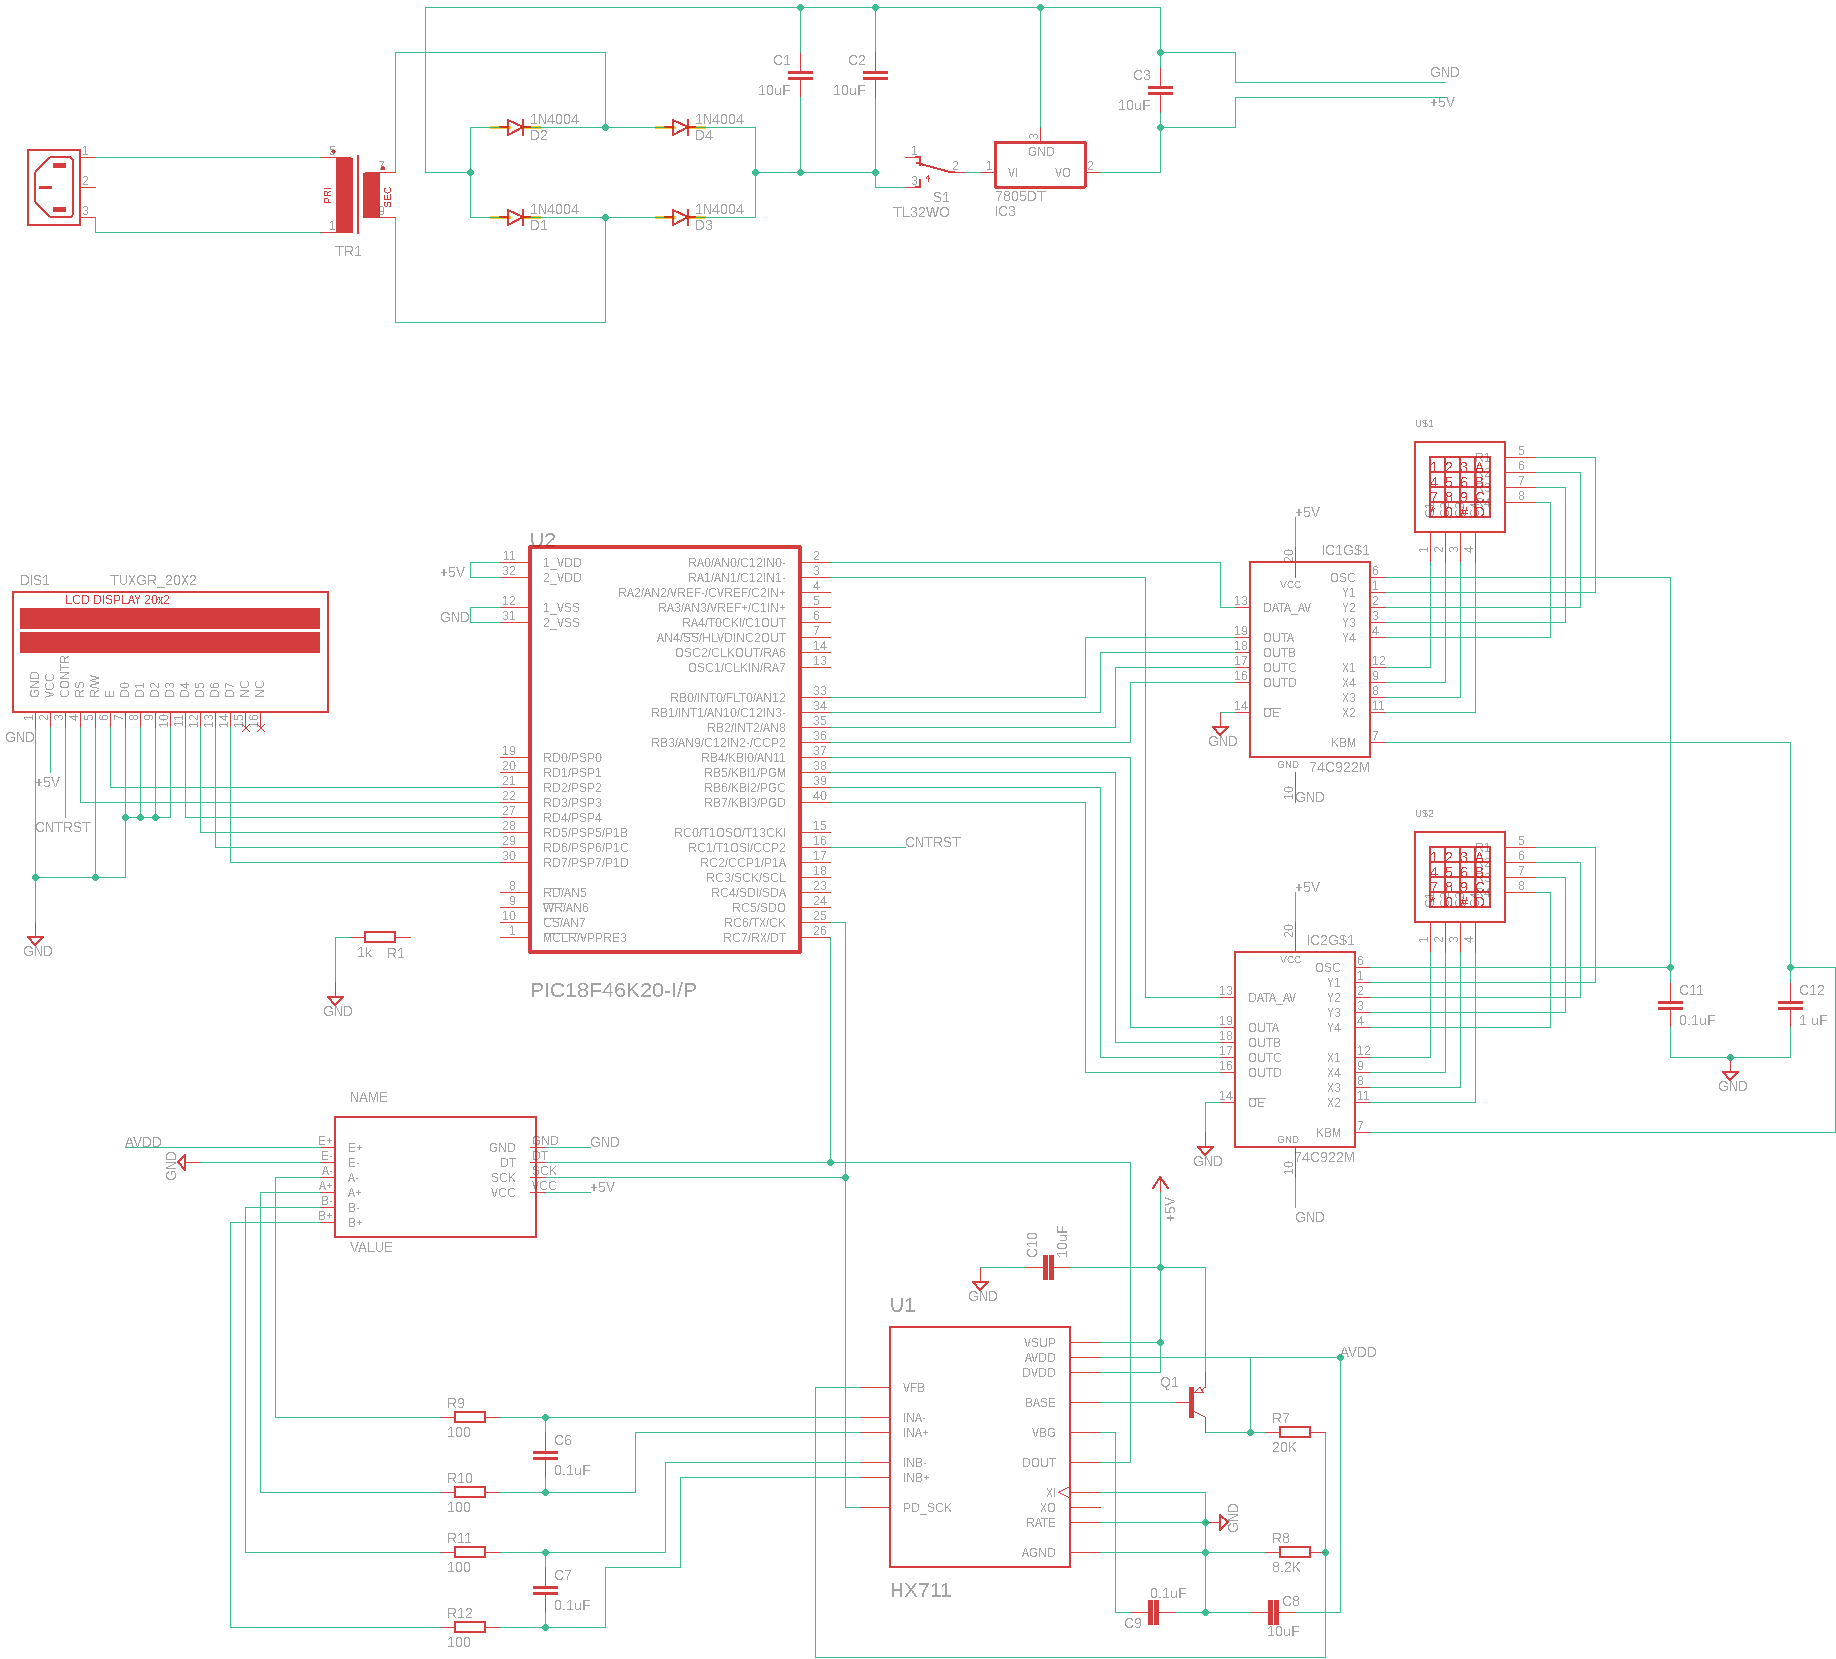 C1
10uF
C2
10uF
C3
10uF
GND
+5V
1N4004
D2
1N4004
D4
1N4004
D1
1N4004
D3
1
2
3
5
1
PRI
SEC
7
9
TR1
1
3
2
4
S1
TL32WO
1
VI
3
GND
VO
2
7805DT
IC3
DIS1
TUXGR_20X2
LCD DISPLAY 20x2
GND
VCC
CONTR
RS
R/W
E
D0
D1
D2
D3
D4
D5
D6
D7
NC
NC
1
2
3
4
5
6
7
8
9
10
11
12
13
14
15
16
GND
+5V
CNTRST
GND
1k
R1
GND
U2
+5V
GND
11 1_VDD
32 2_VDD
12 1_VSS
31 2_VSS
19 RD0/PSP0
20 RD1/PSP1
21 RD2/PSP2
22 RD3/PSP3
27 RD4/PSP4
28 RD5/PSP5/P1B
29 RD6/PSP6/P1C
30 RD7/PSP7/P1D
8 RD/AN5
9 WR/AN6
10 CS/AN7
1 MCLR/VPPRE3
RA0/AN0/C12IN0- 2
RA1/AN1/C12IN1- 3
RA2/AN2/VREF-/CVREF/C2IN+ 4
RA3/AN3/VREF+/C1IN+ 5
RA4/T0CKI/C1OUT 6
AN4/SS/HLVDINC2OUT 7
OSC2/CLKOUT/RA6 14
OSC1/CLKIN/RA7 13
RB0/INT0/FLT0/AN12 33
RB1/INT1/AN10/C12IN3- 34
RB2/INT2/AN8 35
RB3/AN9/C12IN2-/CCP2 36
RB4/KBI0/AN11 37
RB5/KBI1/PGM 38
RB6/KBI2/PGC 39
RB7/KBI3/PGD 40
RC0/T1OSO/T13CKI 15
RC1/T1OSI/CCP2 16
RC2/CCP1/P1A 17
RC3/SCK/SCL 18
RC4/SDI/SDA 23
RC5/SDO 24
RC6/TX/CK 25
RC7/RX/DT 26
CNTRST
PIC18F46K20-I/P
U$1
1 2 3 A
4 5 6 B
7 8 9 C
* 0 # D
5
6
7
8
1
2
3
4
+5V
20
VCC
IC1G$1
13 DATA_AV
19 OUTA
18 OUTB
17 OUTC
16 OUTD
14 OE
OSC 6
Y1 1
Y2 2
Y3 3
Y4 4
X1 12
X4 9
X3 8
X2 11
KBM 7
GND
10
GND
74C922M
GND
U$2
1 2 3 A
4 5 6 B
7 8 9 C
* 0 # D
5
6
7
8
1
2
3
4
+5V
20
VCC
IC2G$1
13 DATA_AV
19 OUTA
18 OUTB
17 OUTC
16 OUTD
14 OE
OSC 6
Y1 1
Y2 2
Y3 3
Y4 4
X1 12
X4 9
X3 8
X2 11
KBM 7
GND
10
GND
74C922M
GND
C11
0.1uF
C12
1 uF
GND
NAME
AVDD
GND
E+ E+
E- E-
A- A-
A+ A+
B- B-
B+ B+
GND GND GND
DT DT
SCK SCK
VCC VCC +5V
VALUE
R9
100
R10
100
R11
100
R12
100
C6
0.1uF
C7
0.1uF
C10
10uF
GND
+5V
U1
VFB
INA-
INA+
INB-
INB+
PD_SCK
VSUP
AVDD
DVDD
BASE
VBG
DOUT
XI
XO
RATE
AGND
HX711
AVDD
Q1
R7
20K
GND
R8
8.2K
0.1uF
C9
C8
10uF